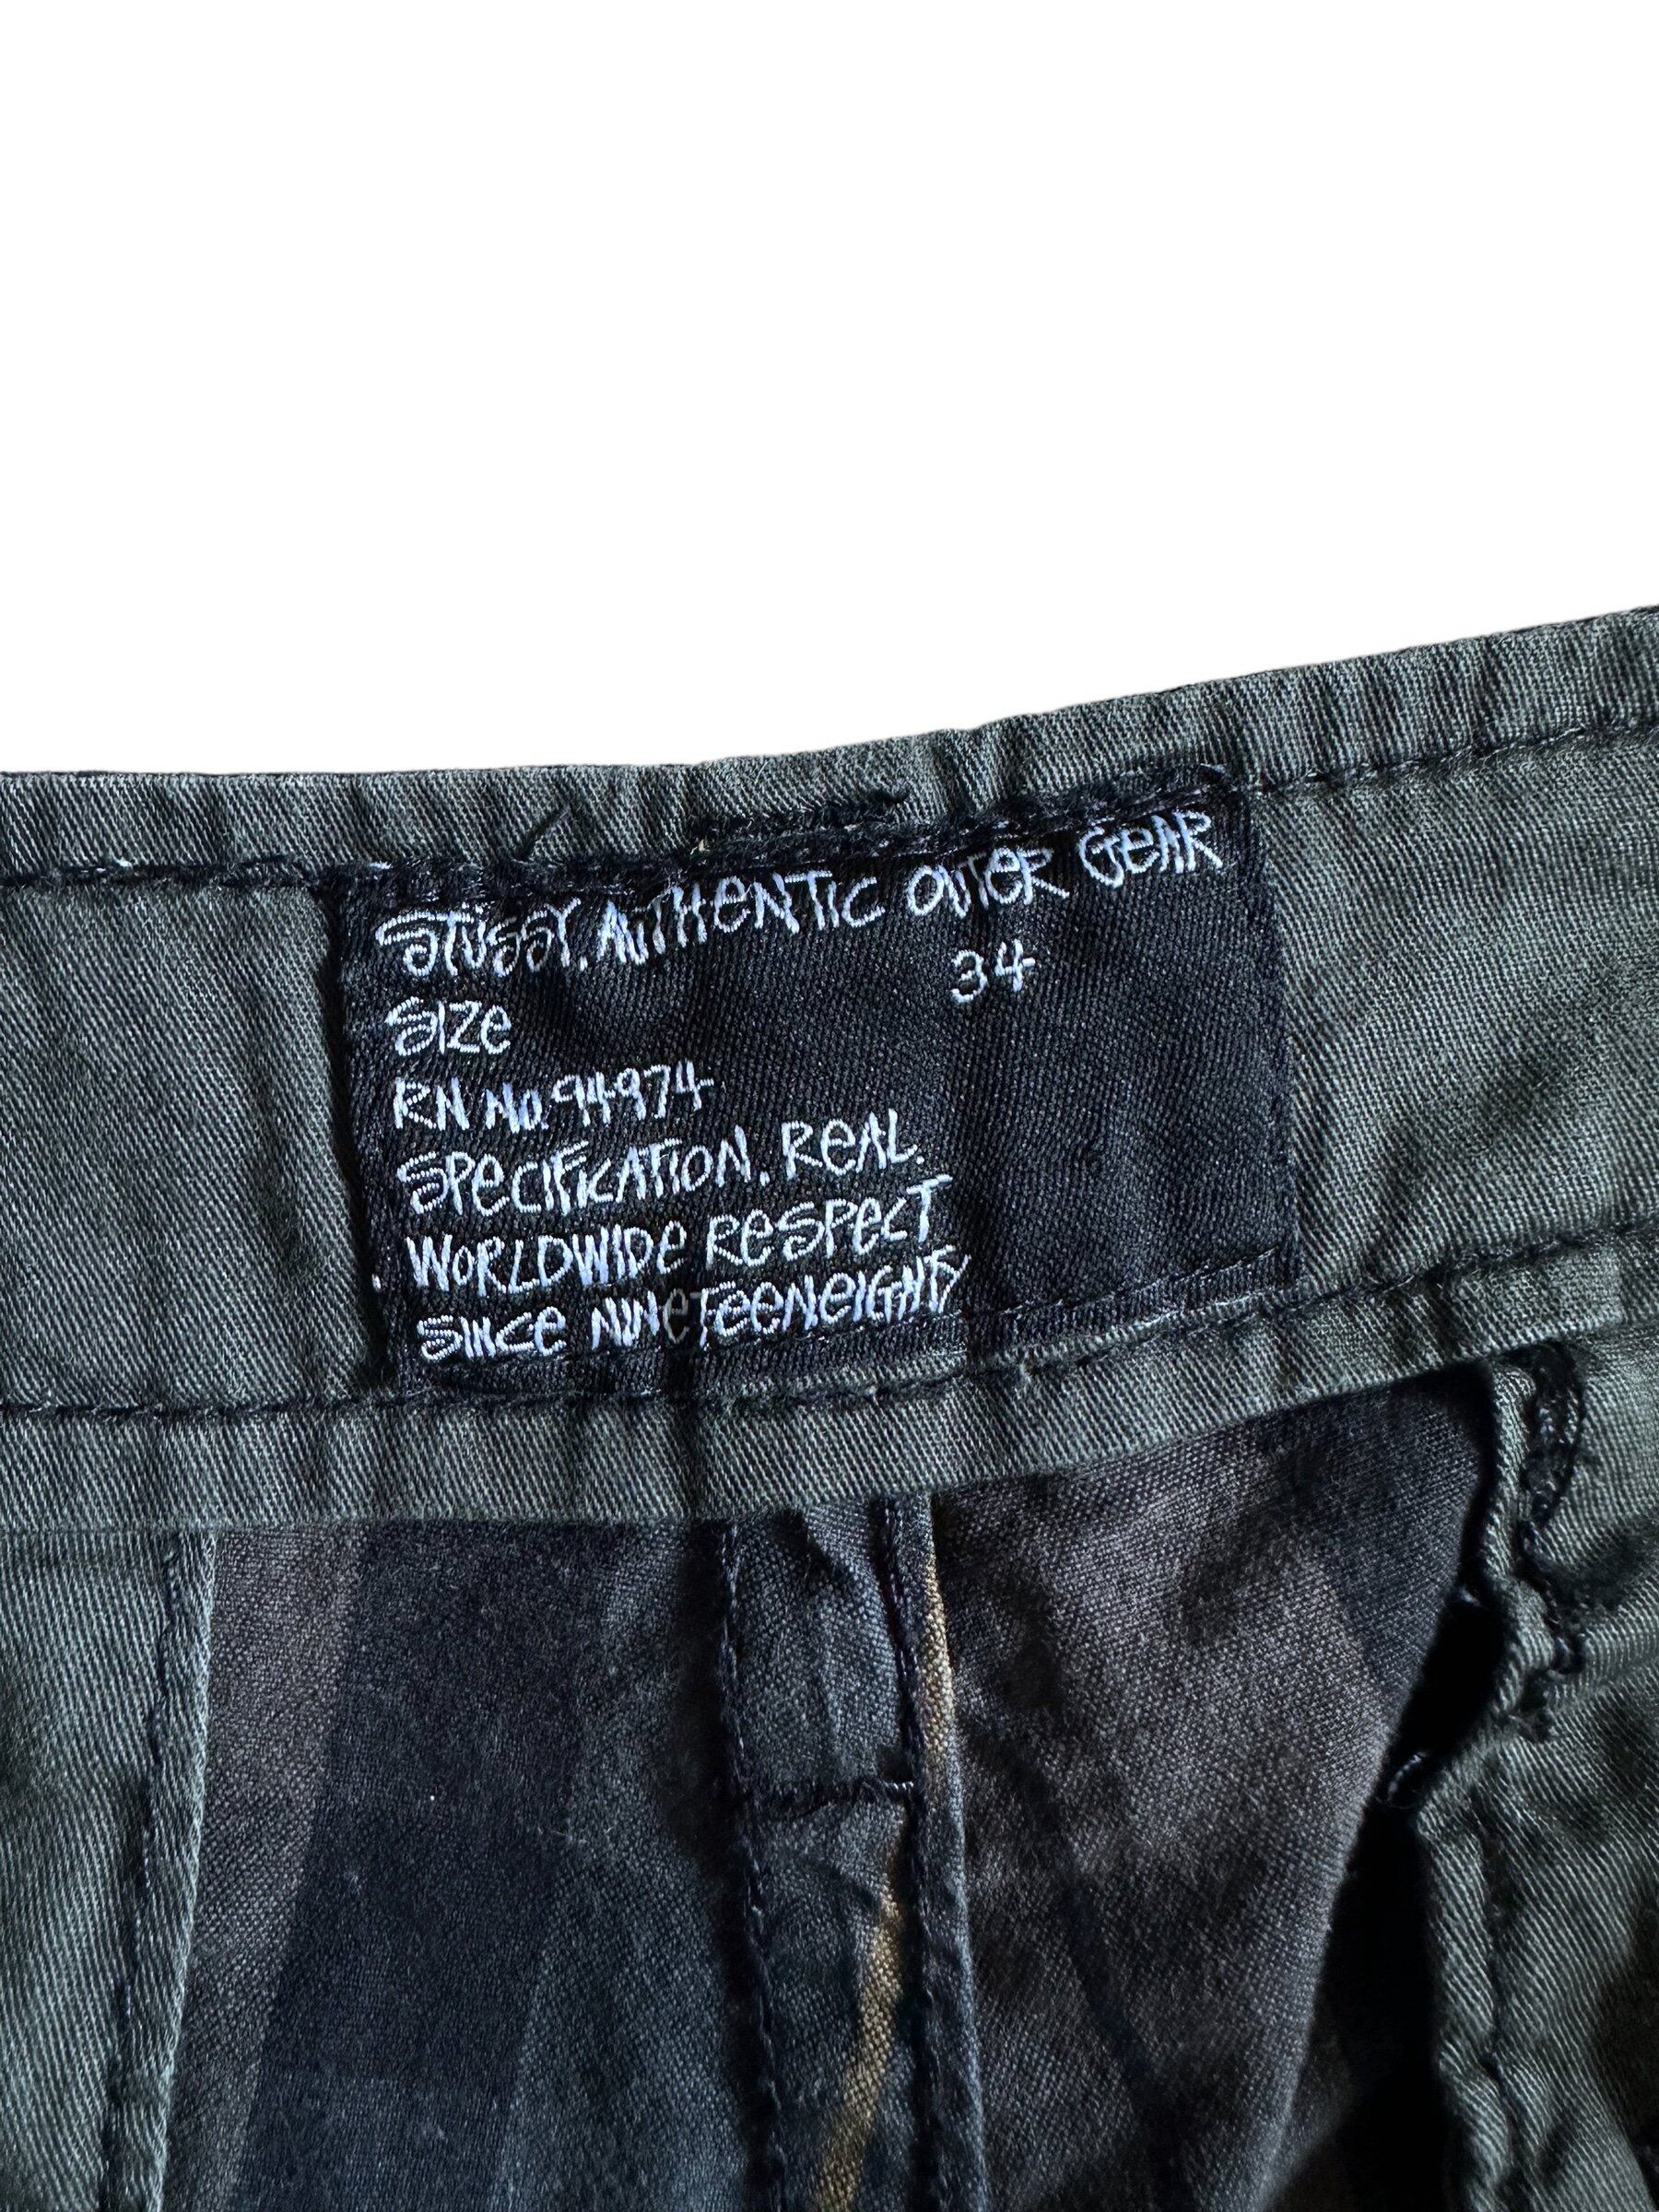 STUSSY. AUTHENTIC OUTER GEAR
SIZE 34
RN No. 94974
SPECIFICATION. REAL.
WORLDWIDE RESPECT
SINCE NINETEENEIGHTY